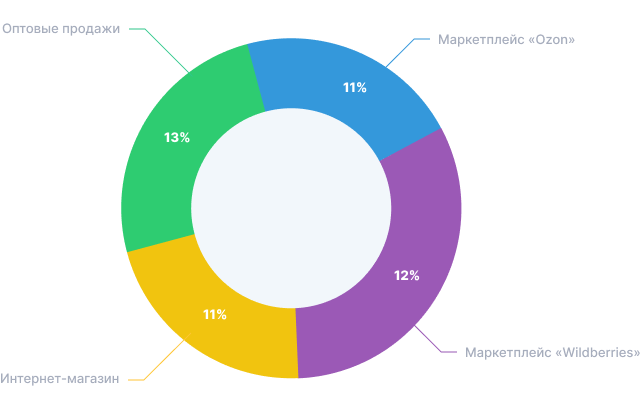 Оптовые продажи
Маркетплейс «Ozon»
11%
13%
12%
11%
Маркетплейс «Wildberries»
Интернет-магазин